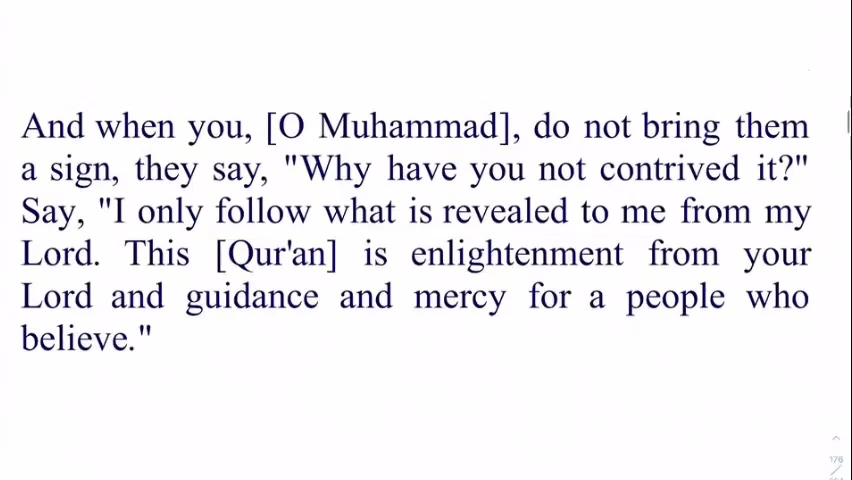 And when you, [O Muhammad], do not bring them
a sign, they say, "Why have you not contrived it?"
Say, "I only follow what is revealed to me from my
Lord. This [Qur'an] is enlightenment from your
Lord and guidance and mercy for a people who
believe."
176